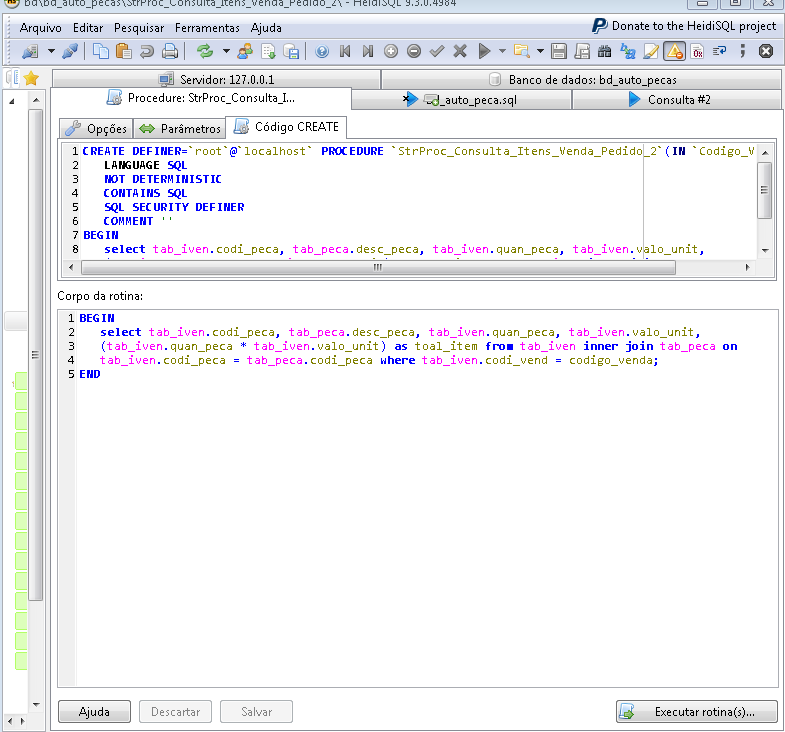 bd\bd_auto_pecas\StrProc_Consulta_Itens_Venda_Pedido_2\ - HeidiSQL 9.3.0.4984
Arquivo Editar Pesquisar Ferramentas Ajuda
Donate to the HeidiSQL project
Servidor: 127.0.0.1
Banco de dados: bd_auto_pecas
Procedure: StrProc_Consulta_I...
_auto_peca.sql
Consulta #2
Opções Parâmetros Código CREATE
1 CREATE DEFINER=`root`@`localhost` PROCEDURE `StrProc_Consulta_Itens_Venda_Pedido_2`(IN `Codigo_V
2 LANGUAGE SQL
3 NOT DETERMINISTIC
4 CONTAINS SQL
5 SQL SECURITY DEFINER
6 COMMENT ''
7 BEGIN
8 select tab_iven.codi_peca, tab_peca.desc_peca, tab_iven.quan_peca, tab_iven.valo_unit,
Corpo da rotina:
1 BEGIN
2 select tab_iven.codi_peca, tab_peca.desc_peca, tab_iven.quan_peca, tab_iven.valo_unit,
3 (tab_iven.quan_peca * tab_iven.valo_unit) as toal_item from tab_iven inner join tab_peca on
4 tab_iven.codi_peca = tab_peca.codi_peca where tab_iven.codi_vend = codigo_venda;
5 END
Ajuda Descartar Salvar Executar rotina(s)...